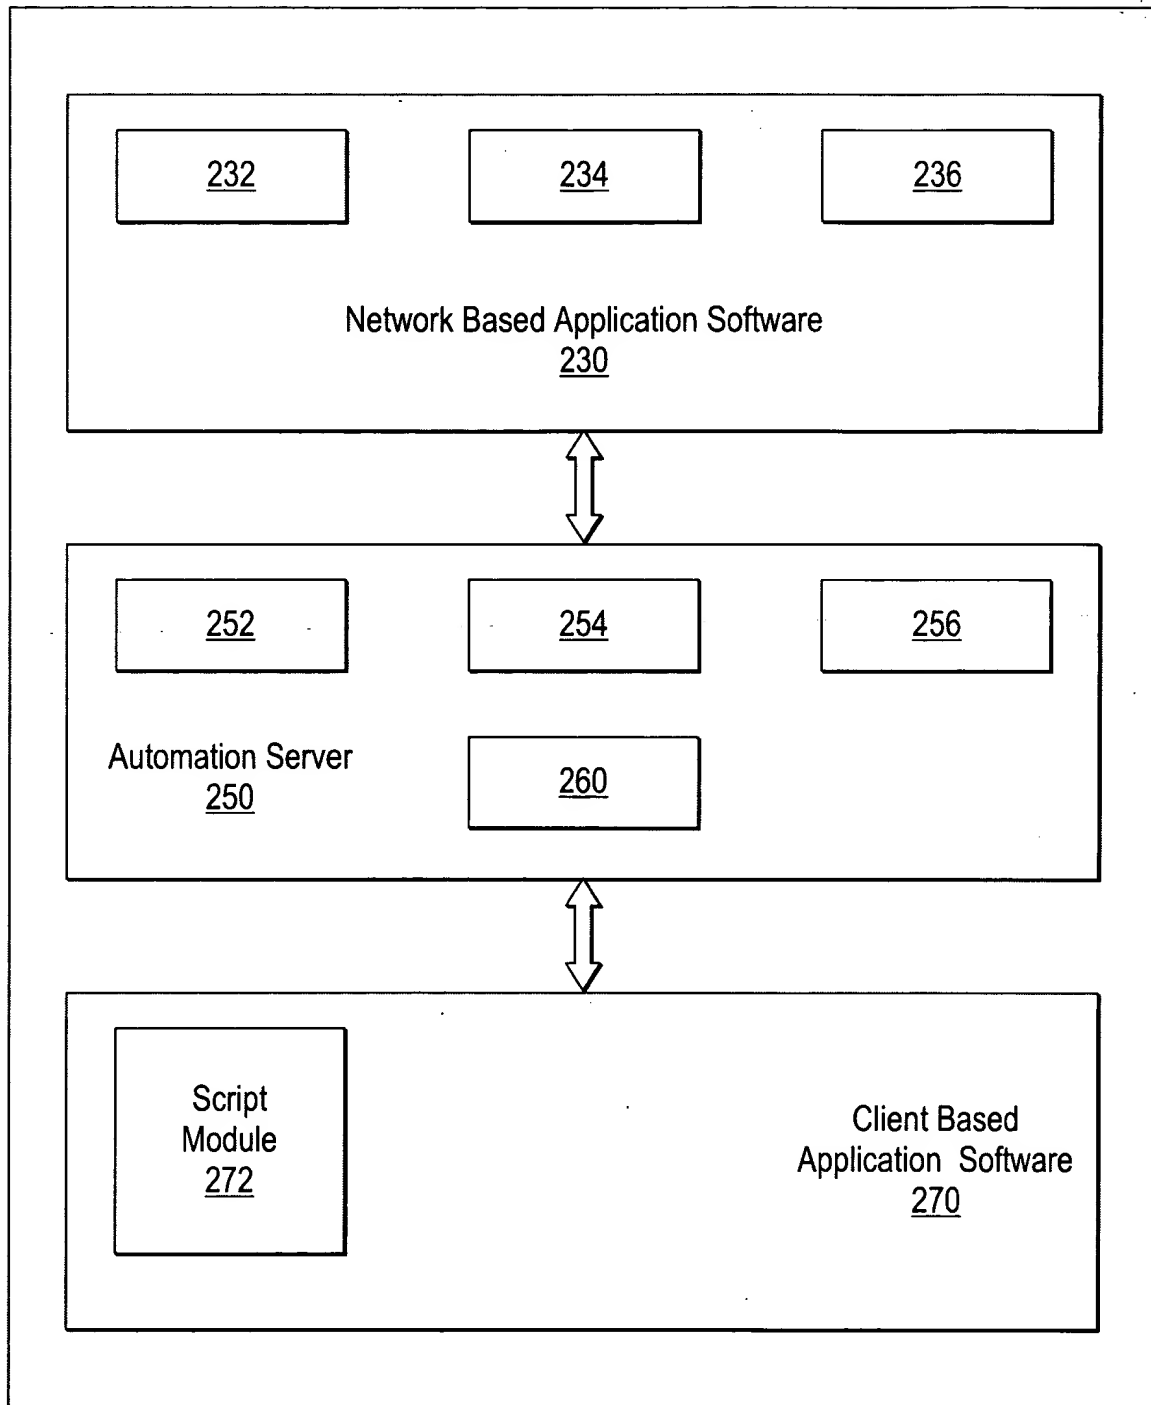 232
234
236
Network Based Application Software
230
252
254
256
Automation Server
250
260
Script
Module
272
Client Based
Application Software
270